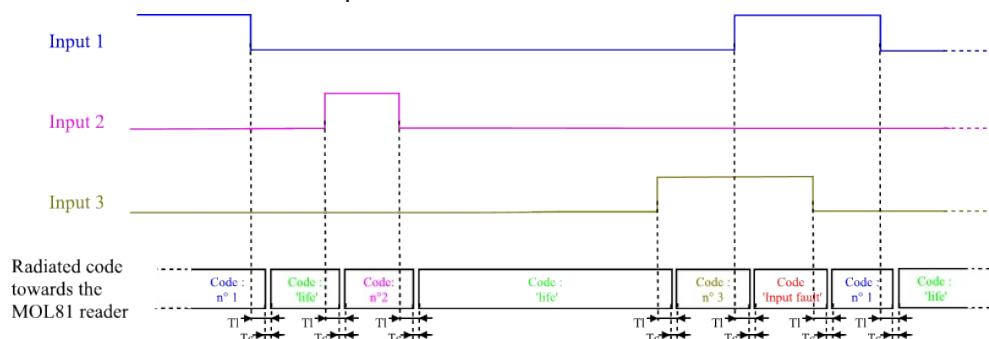 Input 1
Input 2
Input 3
Radiated code
towards the
MOL81 reader
Code :
n° 1
Code :
'life'
Code :
n°2
Code :
'life'
Code :
n° 3
Code
'Input fault'
Code :
n° 1
Code :
'life'
Tl Tl Tl Tl Tl Tl Tl